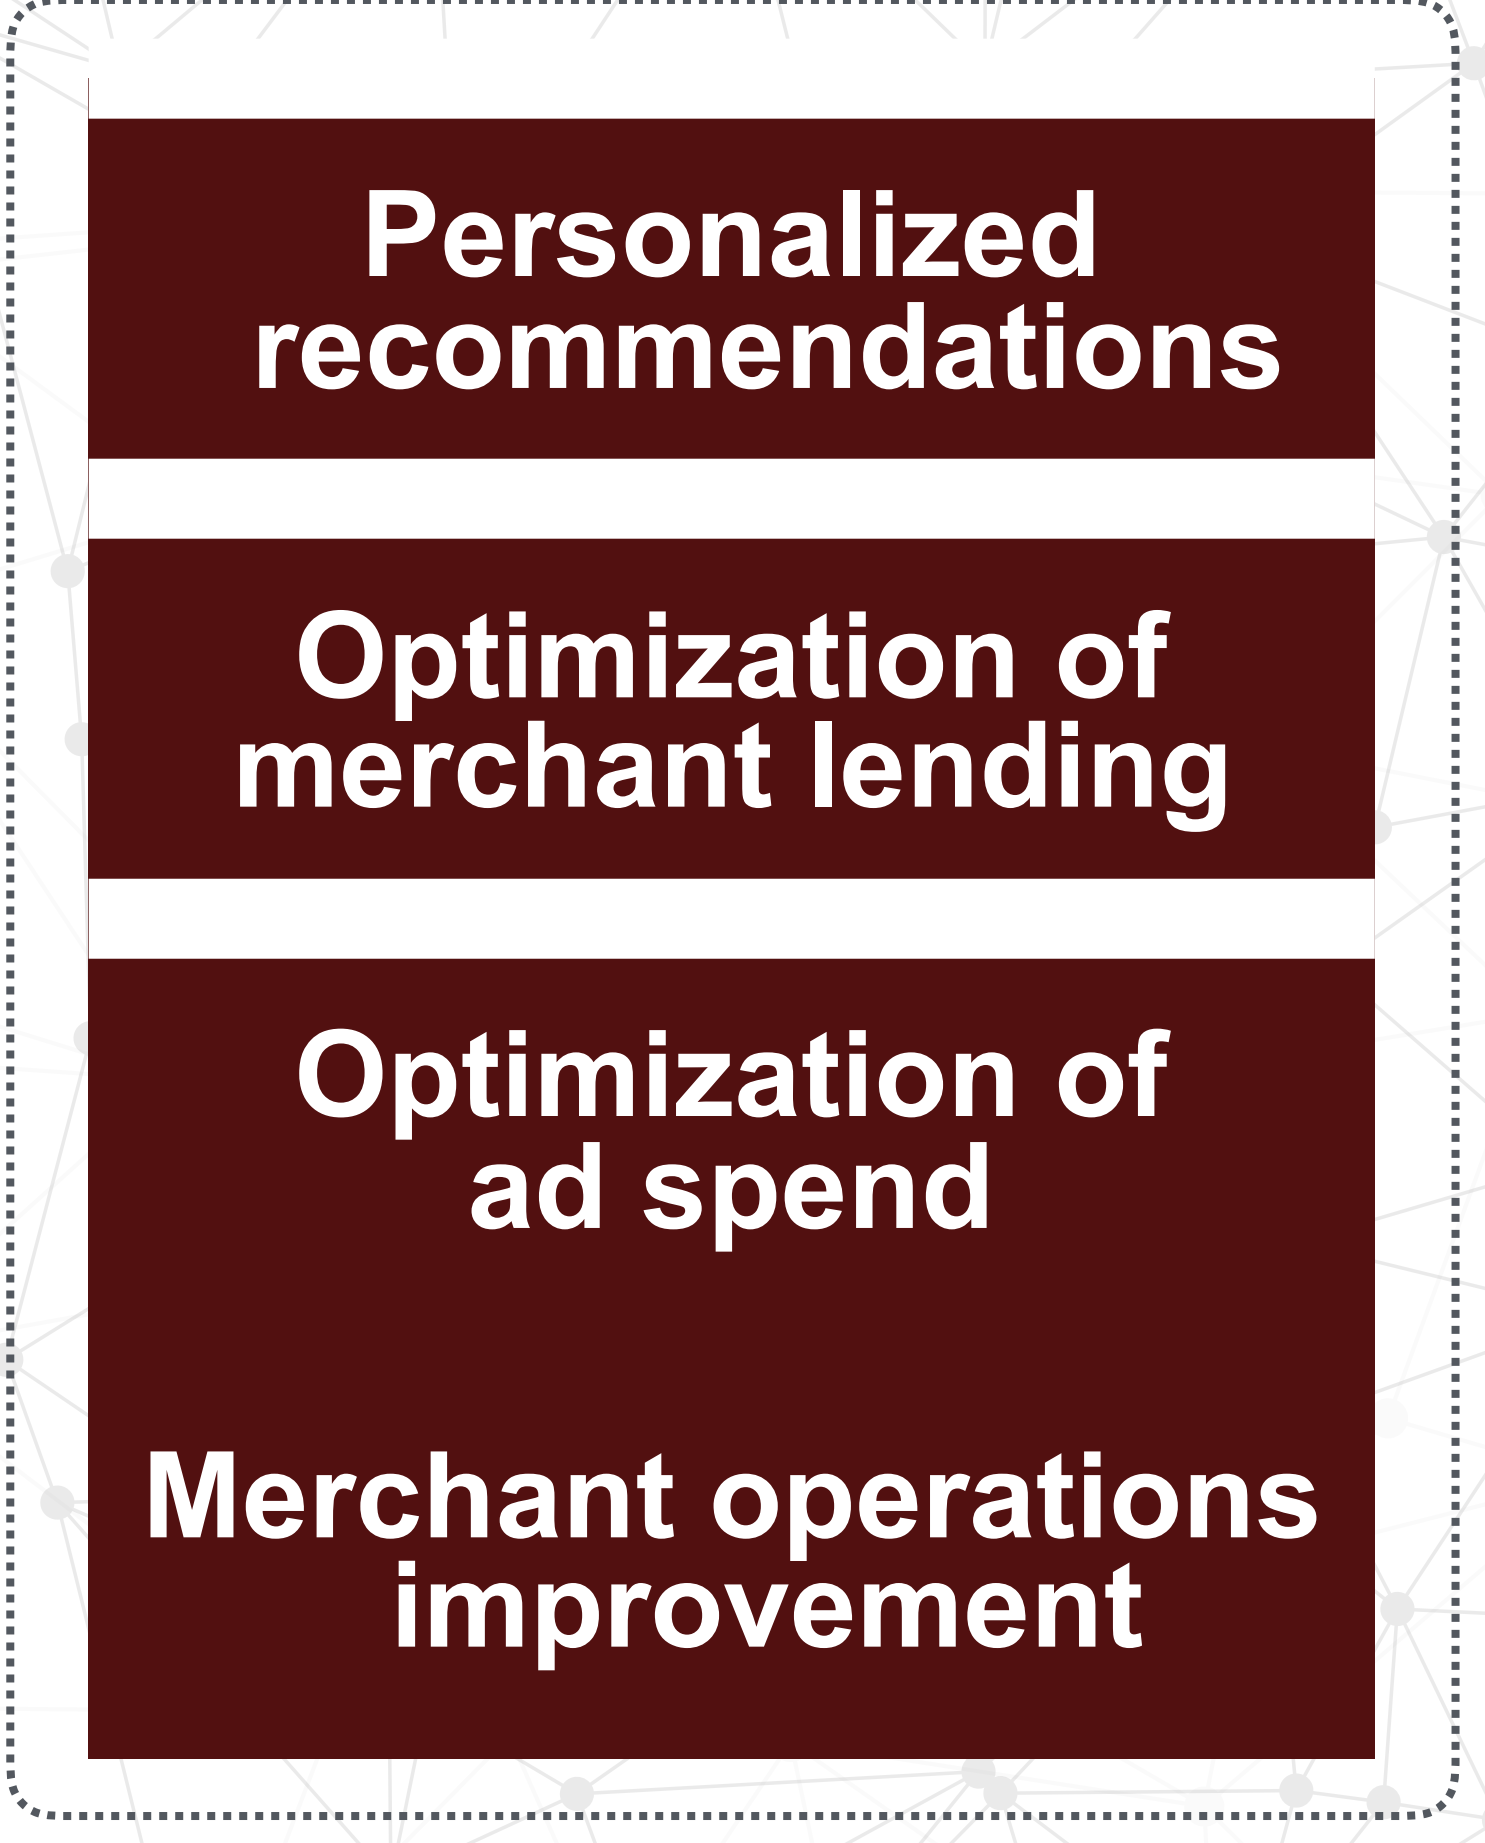 Personalized
recommendations
Optimization of
merchant lending
Optimization of
ad spend
Merchant operations
improvement